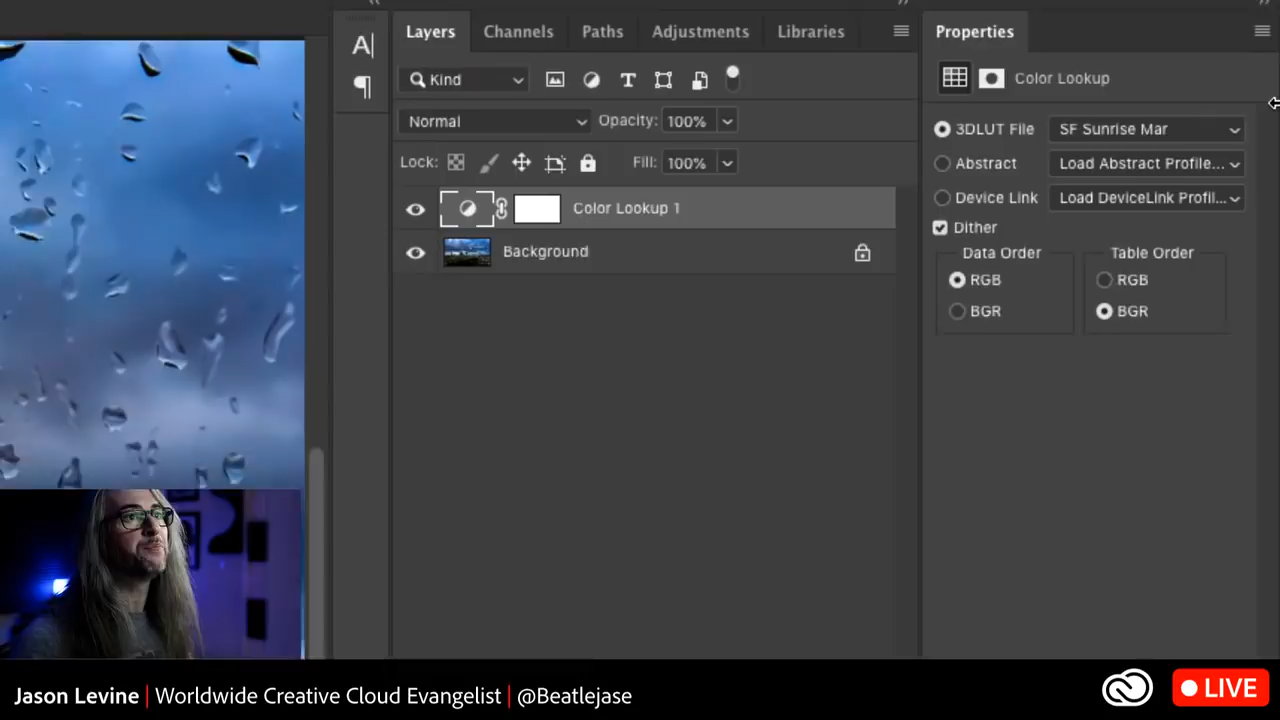 A|
Layers
Channels
Paths
Adjustments
Libraries
Kind
T
Normal
Opacity:
100%
Lock:
Fill:
100%
Color Lookup 1
Background
Properties
Color Lookup
3DLUT File
SF Sunrise Mar
Abstract
Load Abstract Profile...
Device Link
Load DeviceLink Profil...
Dither
Data Order
Table Order
RGB
RGB
BGR
BGR
Jason Levine | Worldwide Creative Cloud Evangelist | @Beatlejase
LIVE